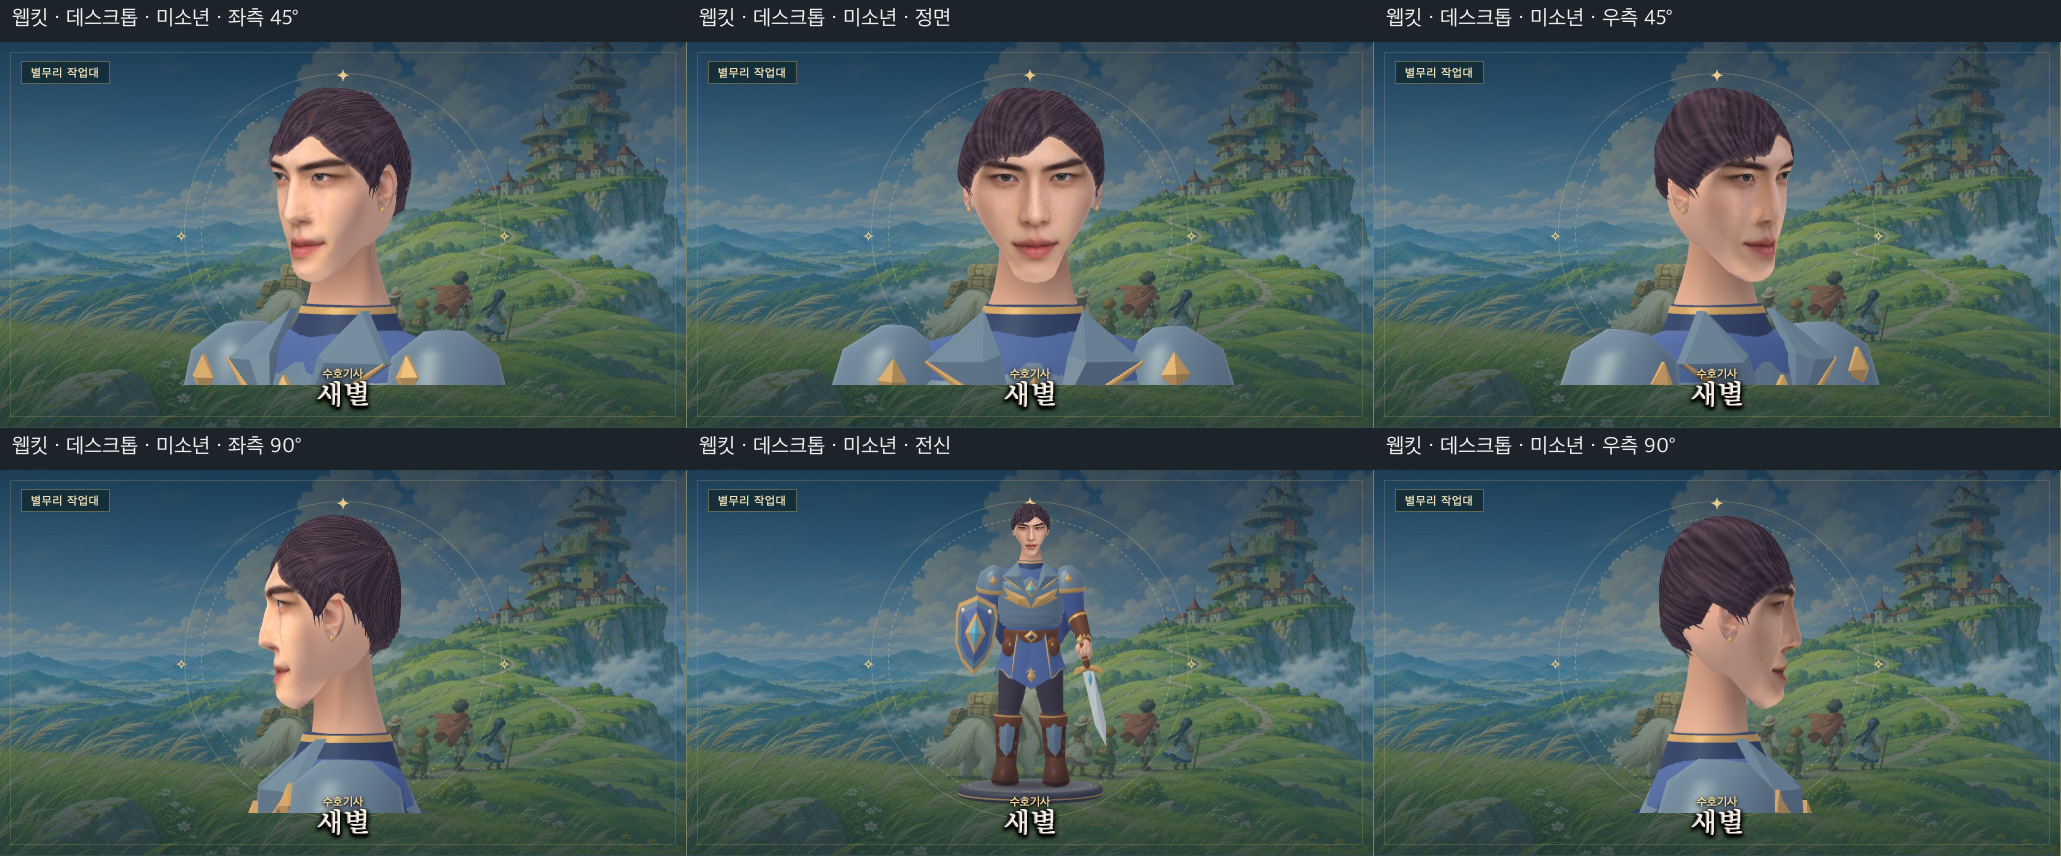 웹킷 · 데스크톱 · 미소년 · 좌측 45°
별무리 작업대
수호기사
새별
웹킷 · 데스크톱 · 미소년 · 정면
별무리 작업대
수호기사
새별
웹킷 · 데스크톱 · 미소년 · 우측 45°
별무리 작업대
수호기사
새별
웹킷 · 데스크톱 · 미소년 · 좌측 90°
별무리 작업대
수호기사
새별
웹킷 · 데스크톱 · 미소년 · 전신
별무리 작업대
수호기사
새별
웹킷 · 데스크톱 · 미소년 · 우측 90°
별무리 작업대
수호기사
새별